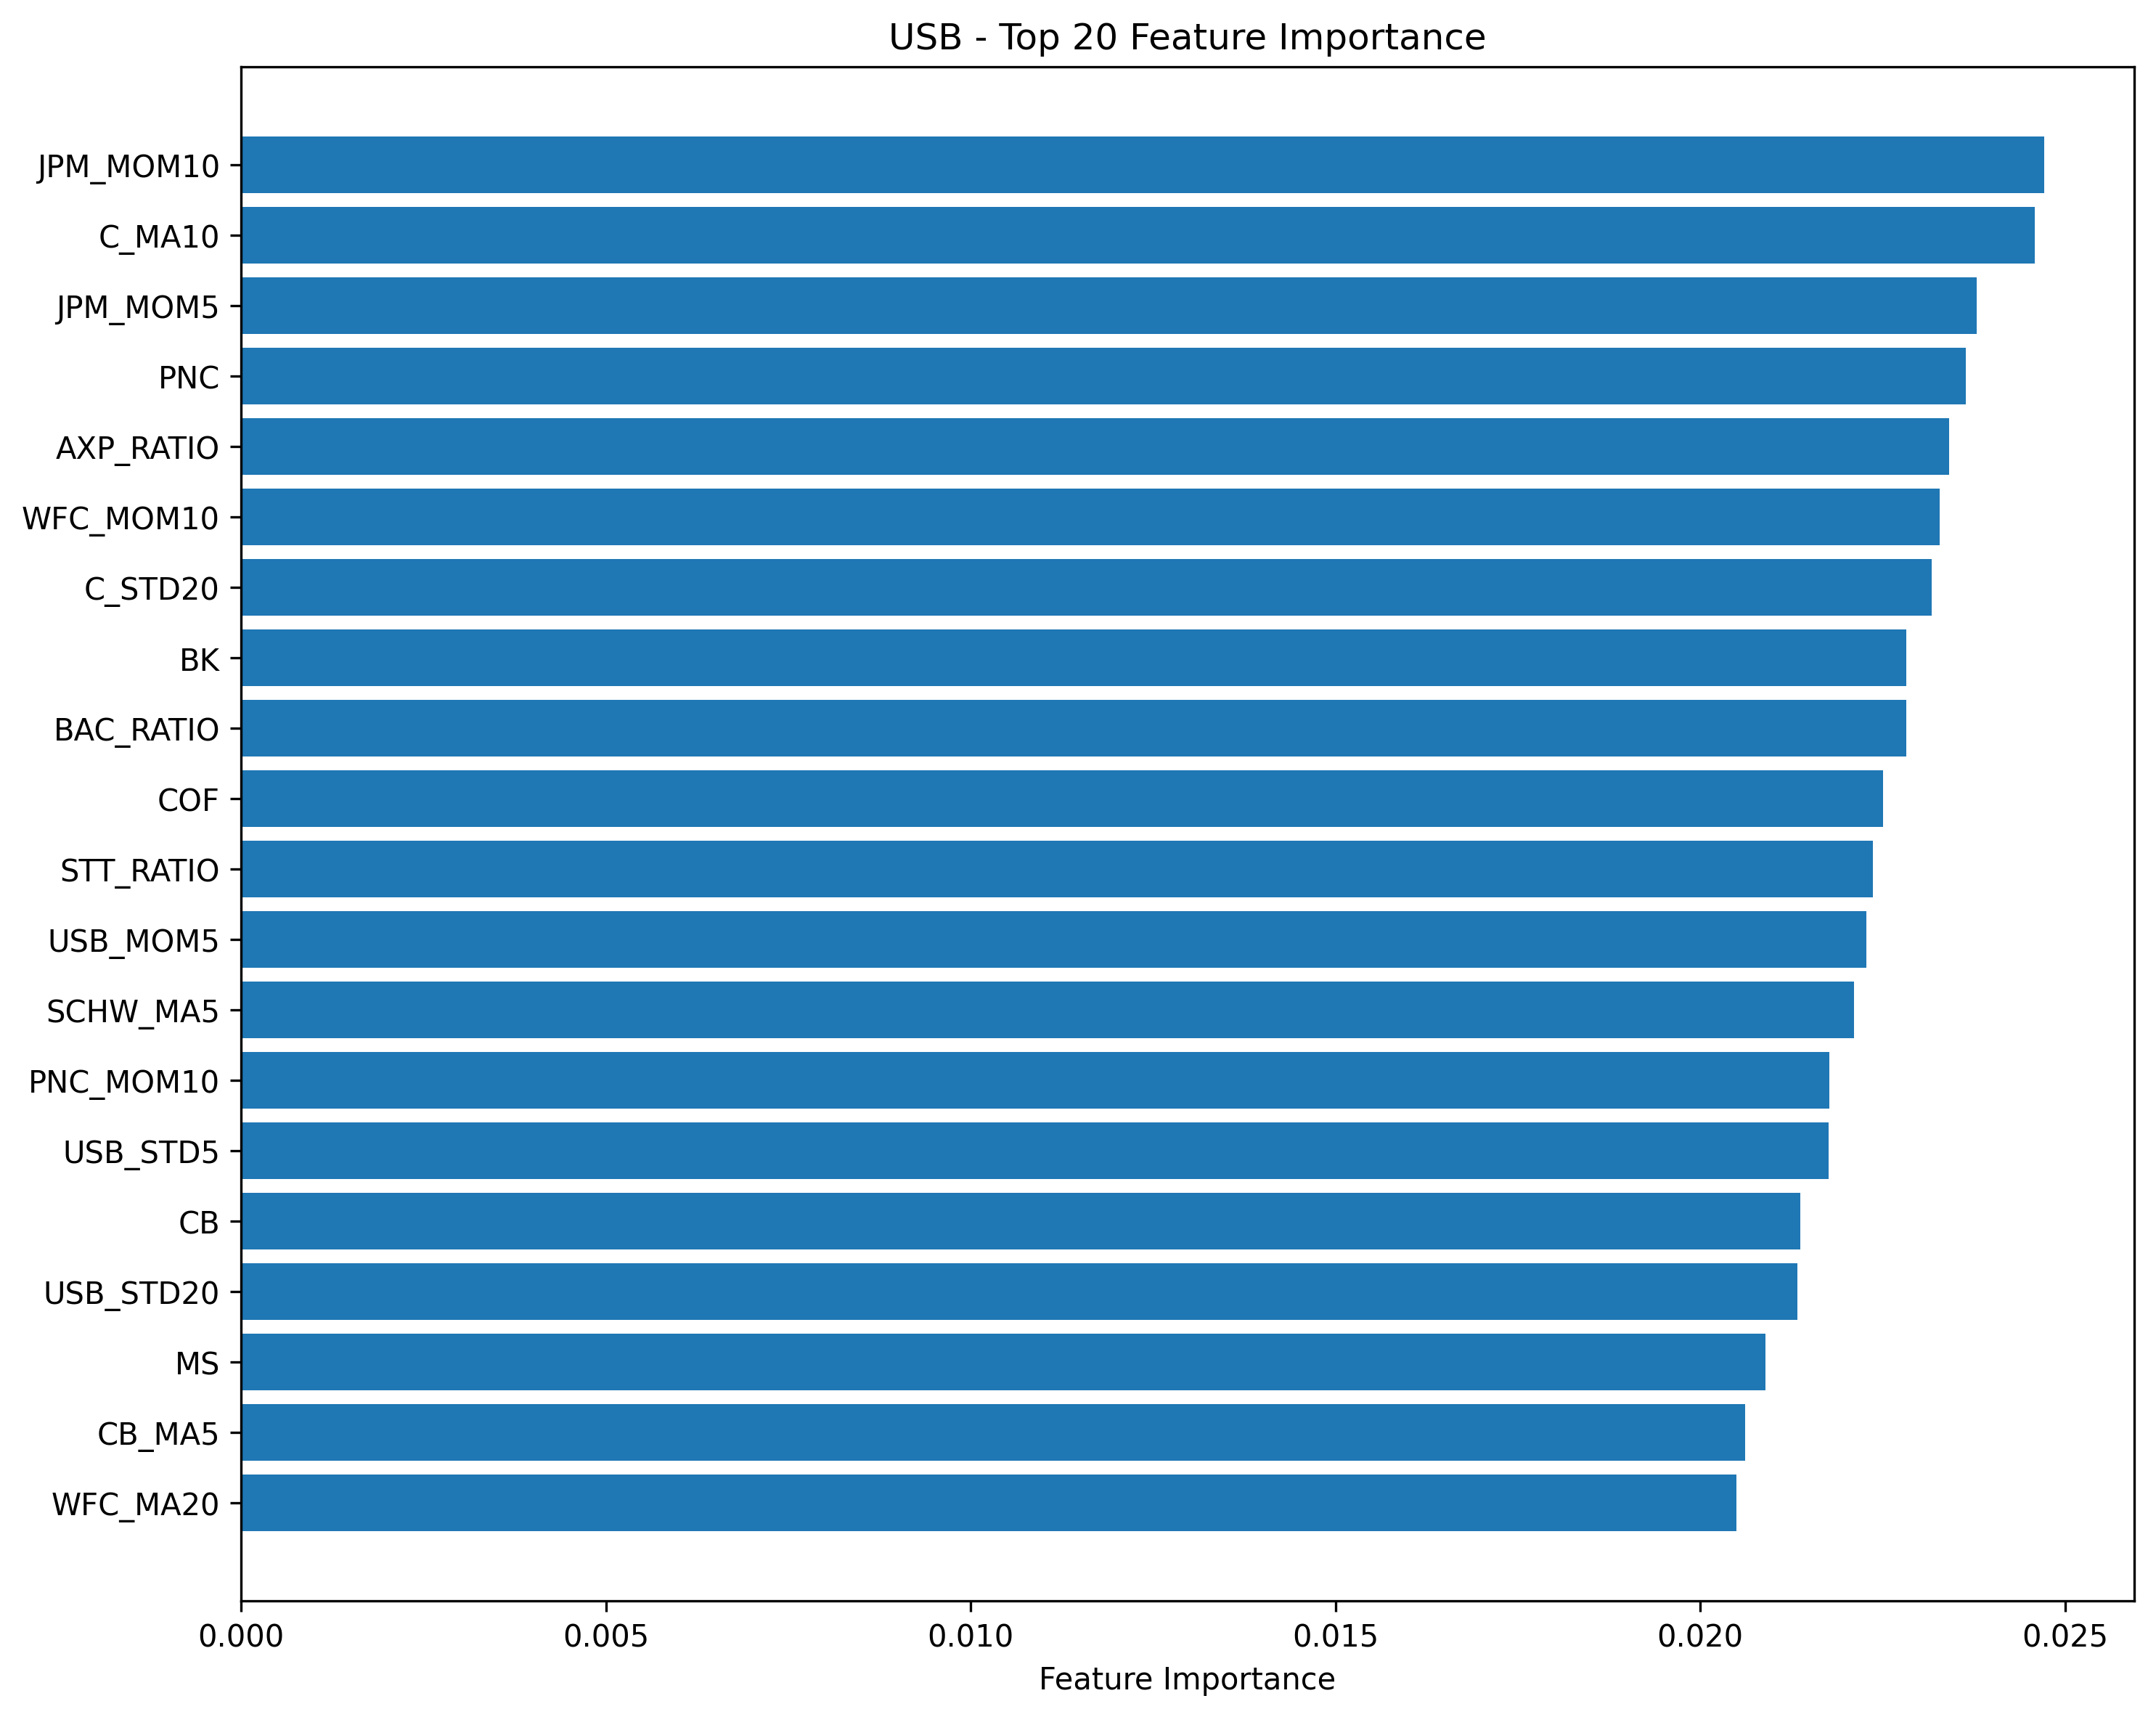 USB - Top 20 Feature Importance
JPM_MOM10
C_MA10
JPM_MOM5
PNC
AXP_RATIO
WFC_MOM10
C_STD20
BK
BAC_RATIO
COF
STT_RATIO
USB_MOM5
SCHW_MA5
PNC_MOM10
USB_STD5
CB
USB_STD20
MS
CB_MA5
WFC_MA20
0.000 0.005 0.010 0.015 0.020 0.025
Feature Importance